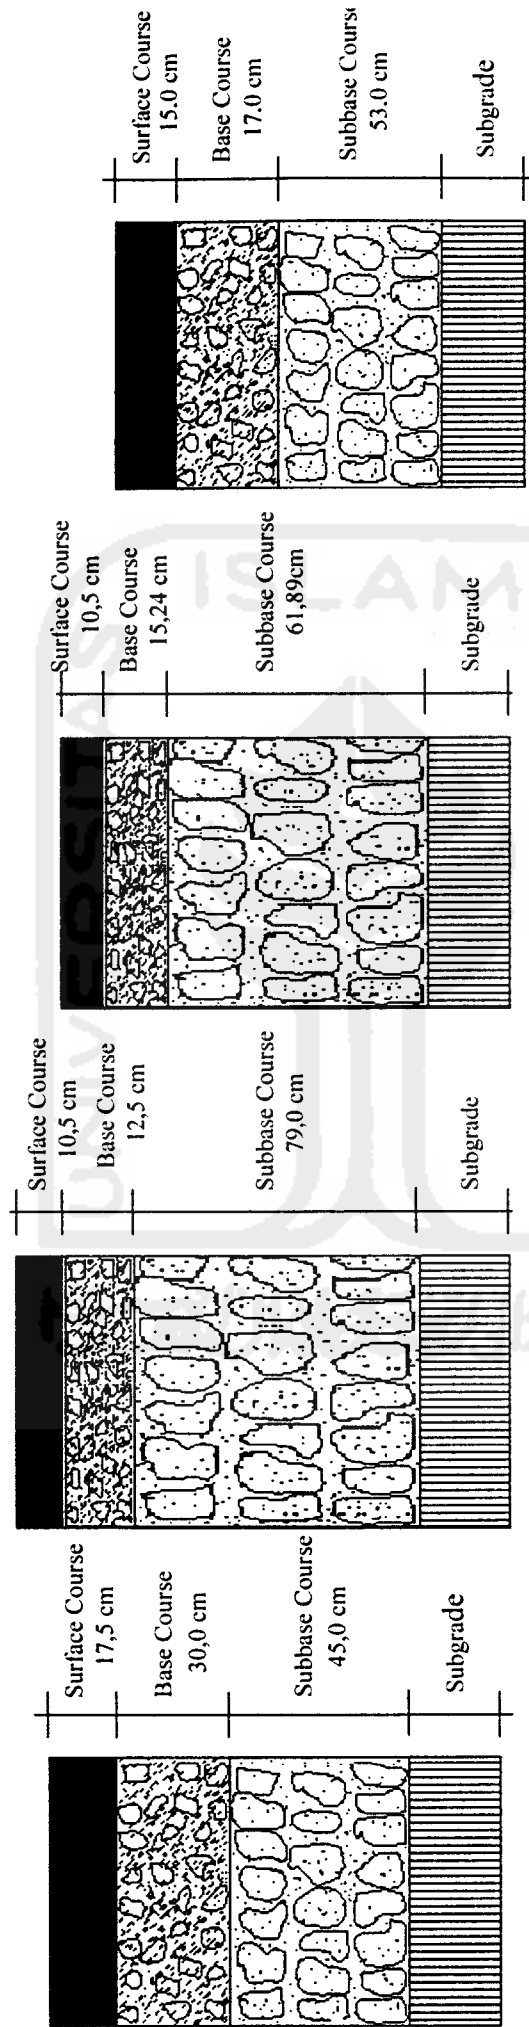 Surface Course
17,5 cm
Base Course
30,0 cm
Subbase Course
45,0 cm
Subgrade
Surface Course
10,5 cm
Base Course
12,5 cm
Subbase Course
79,0 cm
Subgrade
Surface Course
10,5 cm
Base Course
15,24 cm
Subbase Course
61,89cm
Subgrade
Surface Course
15.0 cm
Base Course
17.0 cm
Subbase Course
53.0 cm
Subgrade
UNIVERSITAS
ISLAM